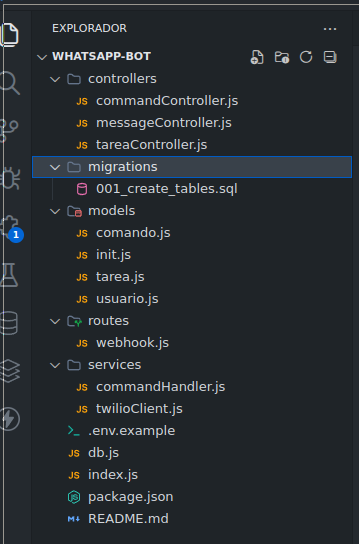 EXPLORADOR
WHATSAPP-BOT
controllers
JS commandController.js
JS messageController.js
JS tareaController.js
migrations
001_create_tables.sql
models
JS comando.js
JS init.js
JS tarea.js
JS usuario.js
1
routes
JS webhook.js
services
JS commandHandler.js
JS twilioClient.js
.env.example
JS db.js
JS index.js
package.json
README.md